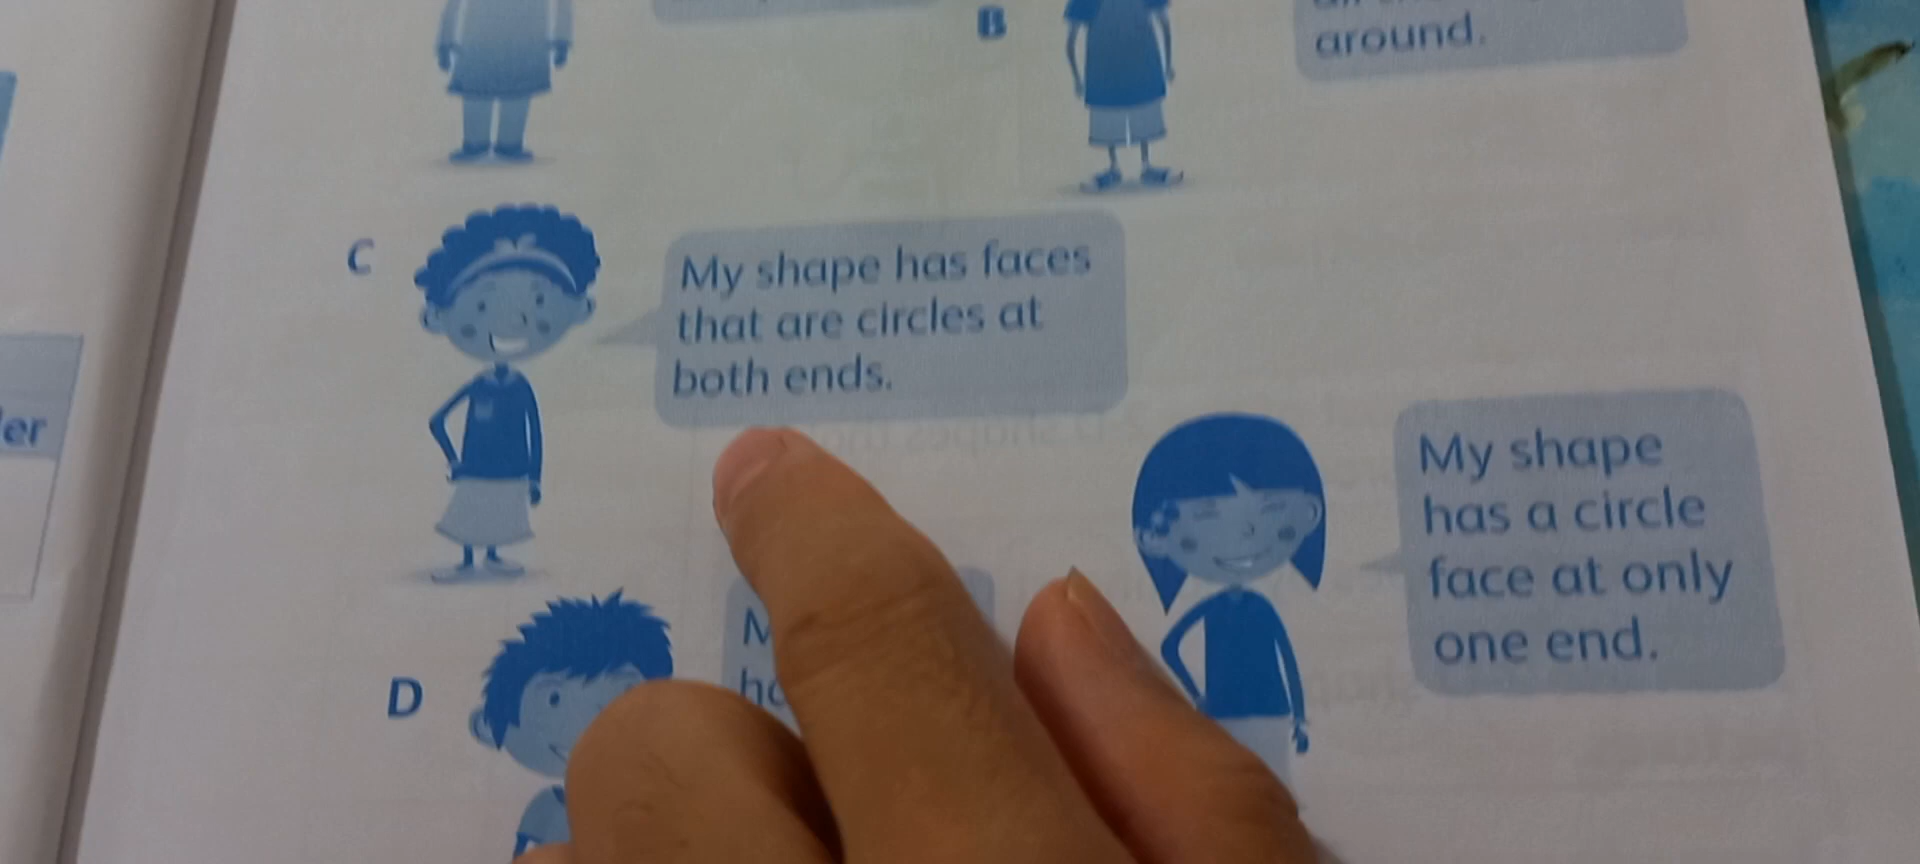 B
around.
C
My shape has faces
that are circles at
both ends.
er
My shape
has a circle
face at only
one end.
D